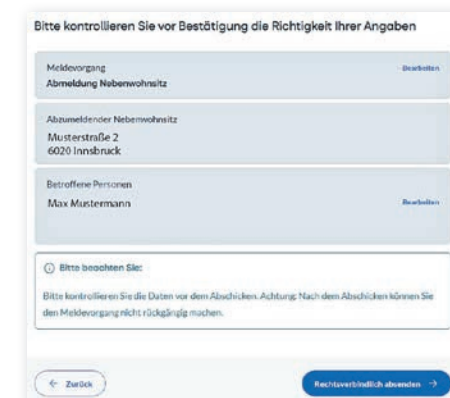 Bitte kontrollieren Sie vor Bestätigung die Richtigkeit Ihrer Angaben
Meldevorgang
Bearbeiten
Abmeldung Nebenwohnsitz
Abzumeldender Nebenwohnsitz
Musterstraße 2
6020 Innsbruck
Betroffene Personen
Max Mustermann
Bearbeiten
Bitte beachten Sie:
Bitte kontrollieren Sie die Daten vor dem Abschicken. Achtung: Nach dem Abschicken können Sie
den Meldevorgang nicht rückgängig machen.
← Zurück
Rechtsverbindlich absenden →